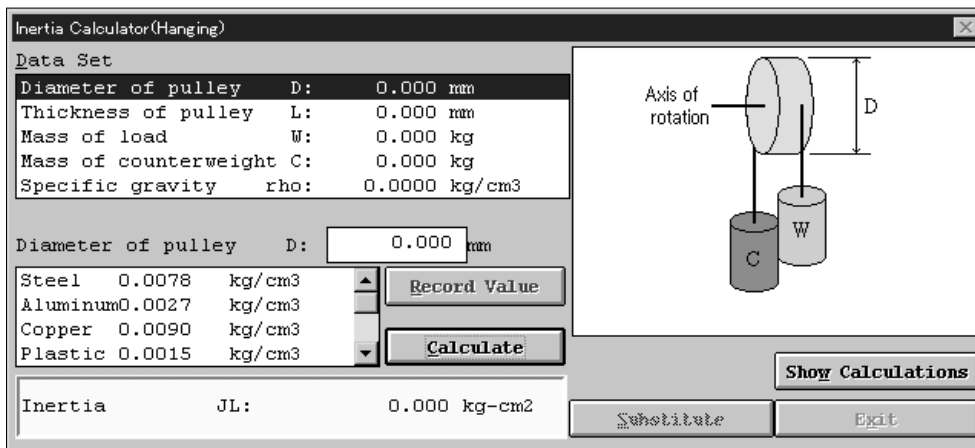 Inertia Calculator(Hanging)
Data Set
Diameter of pulley D: 0.000 mm
Thickness of pulley L: 0.000 mm
Mass of load W: 0.000 kg
Mass of counterweight C: 0.000 kg
Specific gravity rho: 0.0000 kg/cm3
Diameter of pulley D: 0.000 mm
Steel 0.0078 kg/cm3
Aluminum0.0027 kg/cm3
Copper 0.0090 kg/cm3
Plastic 0.0015 kg/cm3
Record Value
Calculate
Inertia JL: 0.000 kg-cm2
Axis of
rotation
D
W
C
Show Calculations
Substitute
Exit